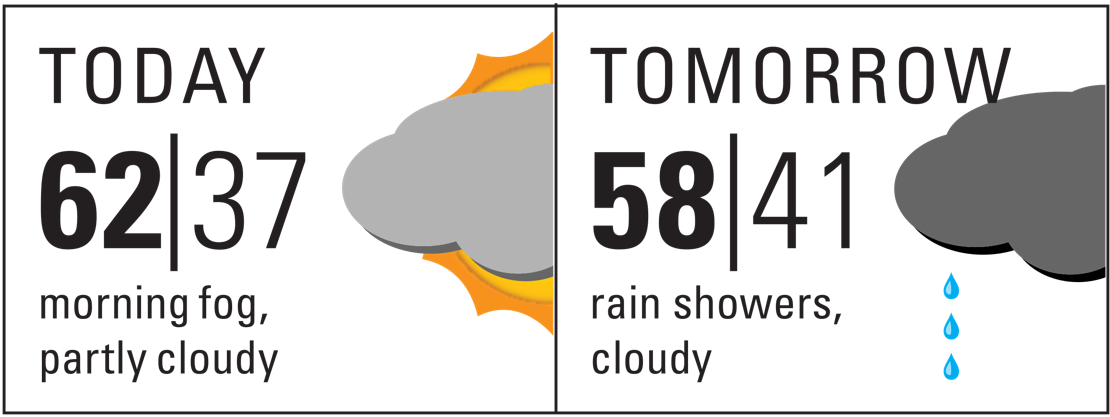 TODAY
62|37
morning fog,
partly cloudy
TOMORROW
58|41
rain showers,
cloudy